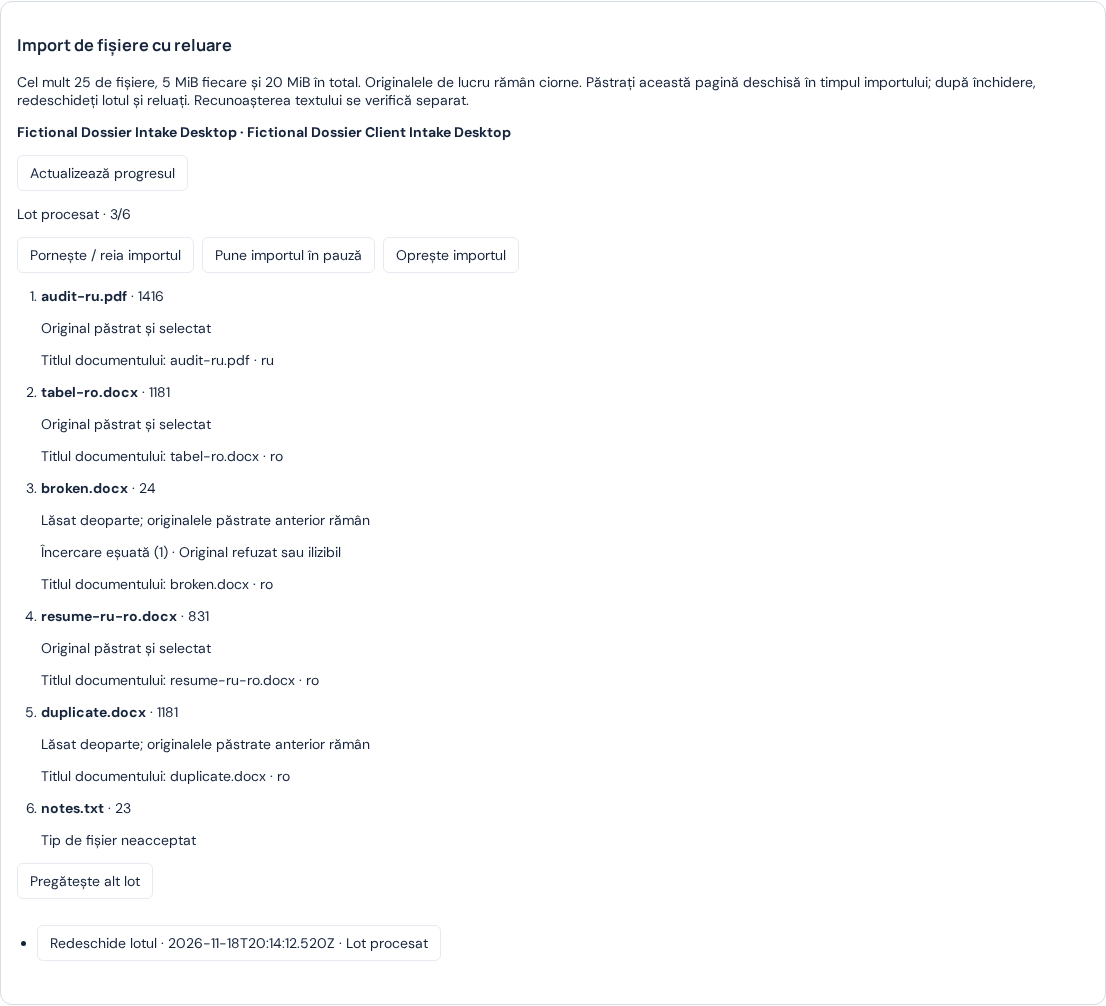 Import de fișiere cu reluare
Cel mult 25 de fișiere, 5 MiB fiecare și 20 MiB în total. Originalele de lucru rămân ciorne. Păstrați această pagină deschisă în timpul importului; după închidere,
redeschideți lotul și reluați. Recunoașterea textului se verifică separat.
Fictional Dossier Intake Desktop · Fictional Dossier Client Intake Desktop
Actualizează progresul
Lot procesat · 3/6
Pornește / reia importul Pune importul în pauză Oprește importul
1. audit-ru.pdf · 1416
Original păstrat și selectat
Titlul documentului: audit-ru.pdf · ru
2. tabel-ro.docx · 1181
Original păstrat și selectat
Titlul documentului: tabel-ro.docx · ro
3. broken.docx · 24
Lăsat deoparte; originalele păstrate anterior rămân
Încercare eșuată (1) · Original refuzat sau ilizibil
Titlul documentului: broken.docx · ro
4. resume-ru-ro.docx · 831
Original păstrat și selectat
Titlul documentului: resume-ru-ro.docx · ro
5. duplicate.docx · 1181
Lăsat deoparte; originalele păstrate anterior rămân
Titlul documentului: duplicate.docx · ro
6. notes.txt · 23
Tip de fișier neacceptat
Pregătește alt lot
Redeschide lotul · 2026-11-18T20:14:12.520Z · Lot procesat